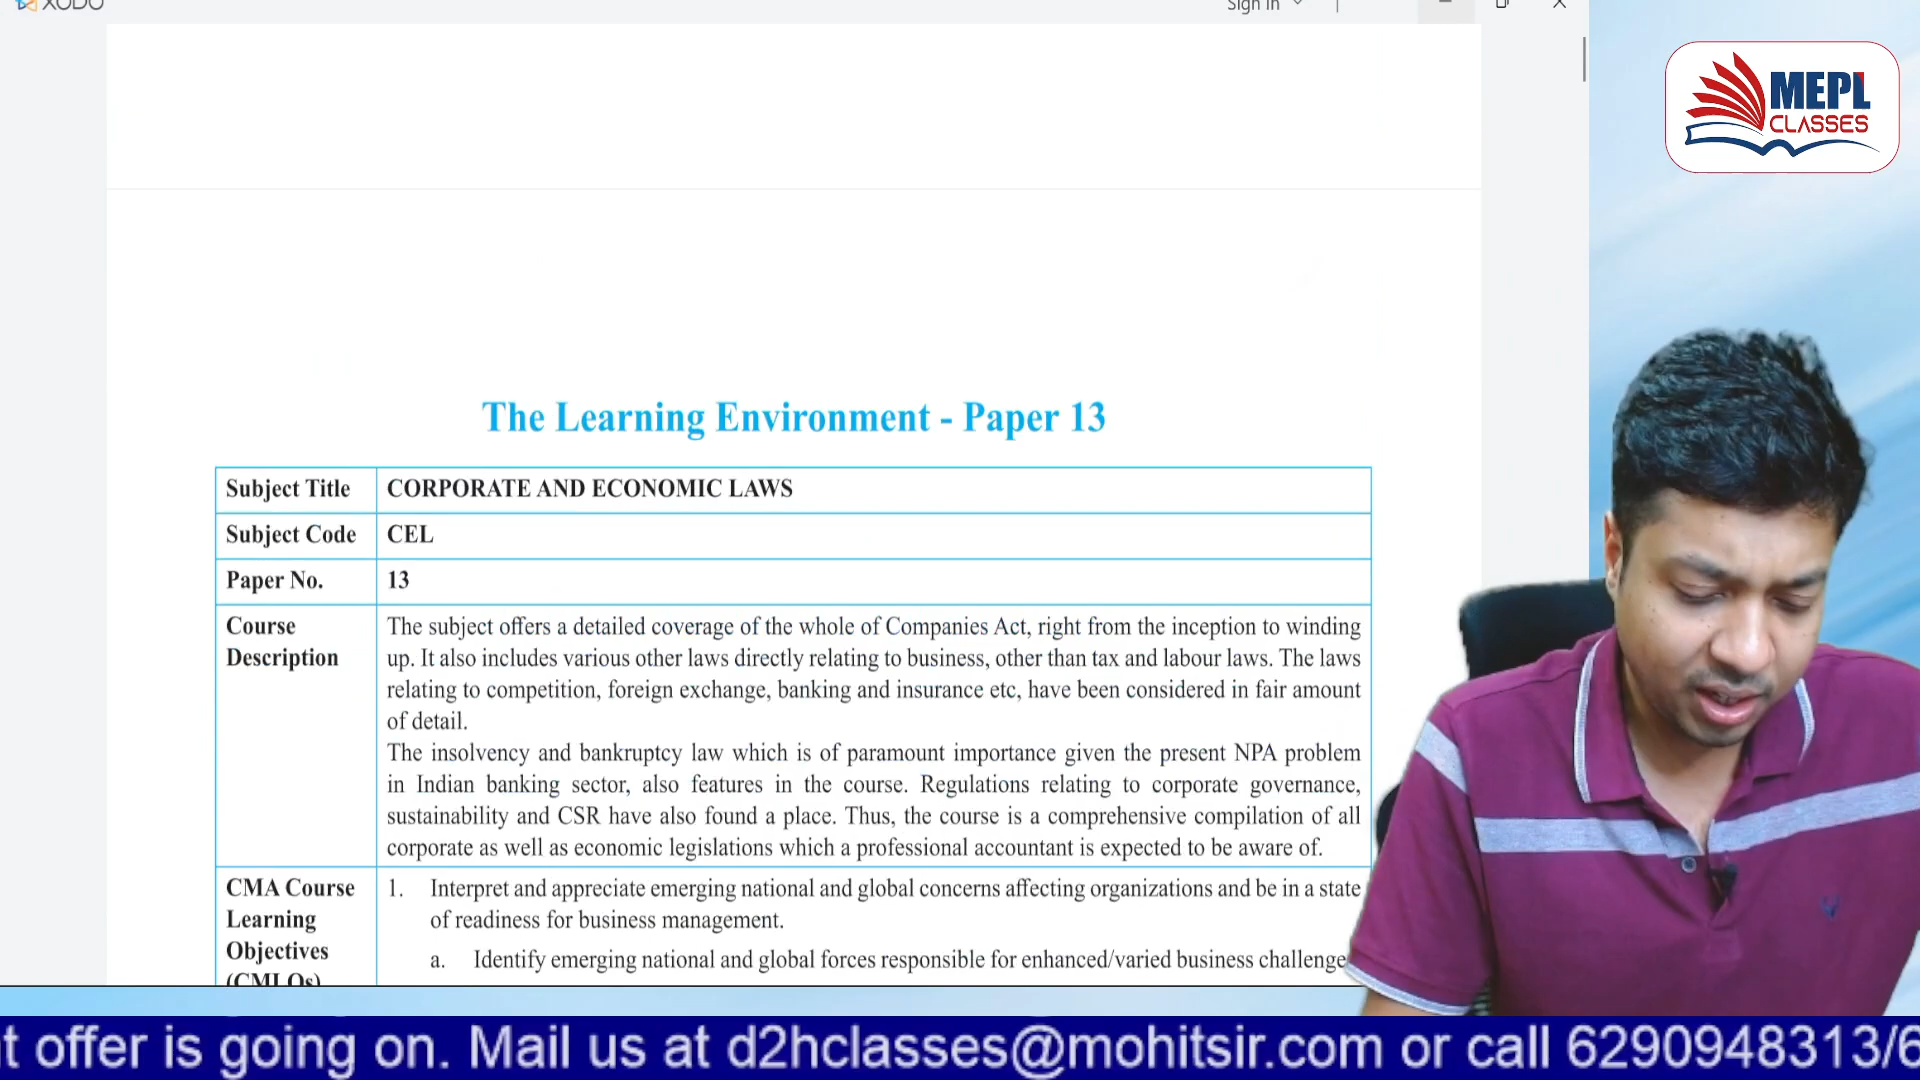 XODO
Sign in
MEPL
CLASSES
The Learning Environment - Paper 13
Subject Title CORPORATE AND ECONOMIC LAWS
Subject Code CEL
Paper No. 13
Course Description
The subject offers a detailed coverage of the whole of Companies Act, right from the inception to winding
up. It also includes various other laws directly relating to business, other than tax and labour laws. The laws
relating to competition, foreign exchange, banking and insurance etc, have been considered in fair amount
of detail.
The insolvency and bankruptcy law which is of paramount importance given the present NPA problem
in Indian banking sector, also features in the course. Regulations relating to corporate governance,
sustainability and CSR have also found a place. Thus, the course is a comprehensive compilation of all
corporate as well as economic legislations which a professional accountant is expected to be aware of.
CMA Course
Learning
Objectives
(CMLOs)
1. Interpret and appreciate emerging national and global concerns affecting organizations and be in a state
of readiness for business management.
a. Identify emerging national and global forces responsible for enhanced/varied business challenge
t offer is going on. Mail us at d2hclasses@mohitsir.com or call 6290948313/6